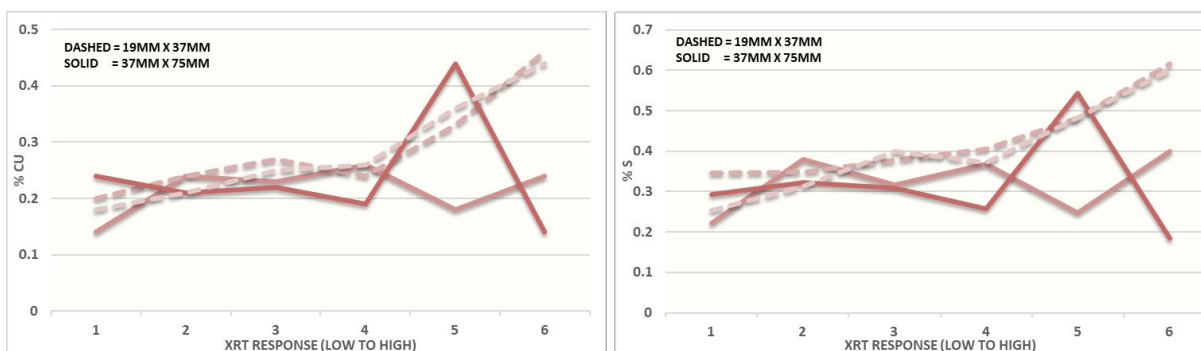 0.5
DASHED = 19MM X 37MM
SOLID = 37MM X 75MM
0.4
0.3
% CU
0.2
0.1
0
1 2 3 4 5 6
XRT RESPONSE (LOW TO HIGH)
0.7
DASHED = 19MM X 37MM
SOLID = 37MM X 75MM
0.6
0.5
0.4
% S
0.3
0.2
0.1
0
1 2 3 4 5 6
XRT RESPONSE (LOW TO HIGH)